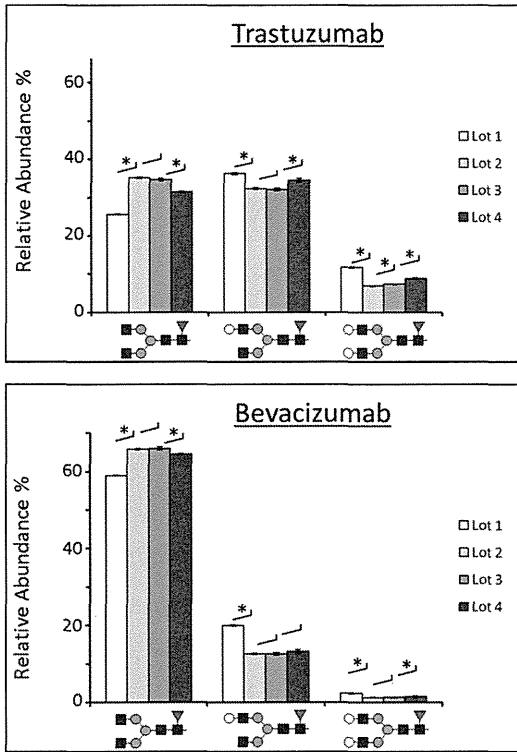 Trastuzumab
Relative Abundance %
60
40
20
0
* * * * * * *
Lot 1
Lot 2
Lot 3
Lot 4
Bevacizumab
Relative Abundance %
60
40
20
0
* * * * *
Lot 1
Lot 2
Lot 3
Lot 4